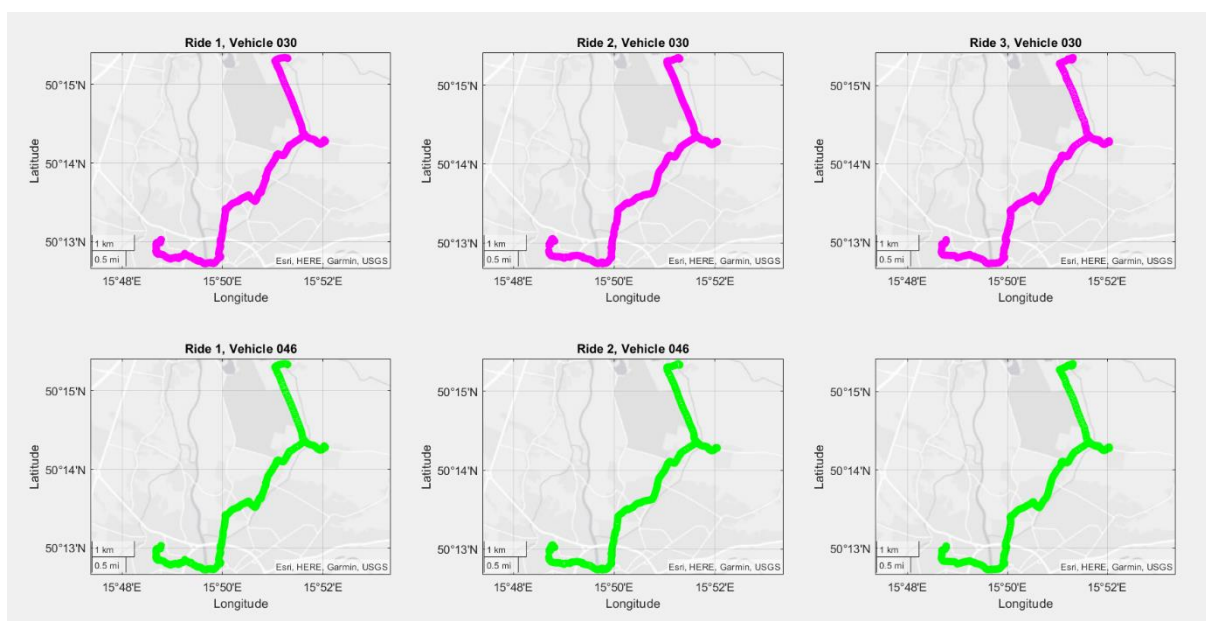 Ride 1, Vehicle 030
Latitude
50°15'N
50°14'N
50°13'N
1 km
0.5 mi
Esri, HERE, Garmin, USGS
15°48'E 15°50'E 15°52'E
Longitude
Ride 2, Vehicle 030
Latitude
50°15'N
50°14'N
50°13'N
1 km
0.5 mi
Esri, HERE, Garmin, USGS
15°48'E 15°50'E 15°52'E
Longitude
Ride 3, Vehicle 030
Latitude
50°15'N
50°14'N
50°13'N
1 km
0.5 mi
Esri, HERE, Garmin, USGS
15°48'E 15°50'E 15°52'E
Longitude
Ride 1, Vehicle 046
Latitude
50°15'N
50°14'N
50°13'N
1 km
0.5 mi
Esri, HERE, Garmin, USGS
15°48'E 15°50'E 15°52'E
Longitude
Ride 2, Vehicle 046
Latitude
50°15'N
50°14'N
50°13'N
1 km
0.5 mi
Esri, HERE, Garmin, USGS
15°48'E 15°50'E 15°52'E
Longitude
Latitude
50°15'N
50°14'N
50°13'N
1 km
0.5 mi
Esri, HERE, Garmin, USGS
15°48'E 15°50'E 15°52'E
Longitude